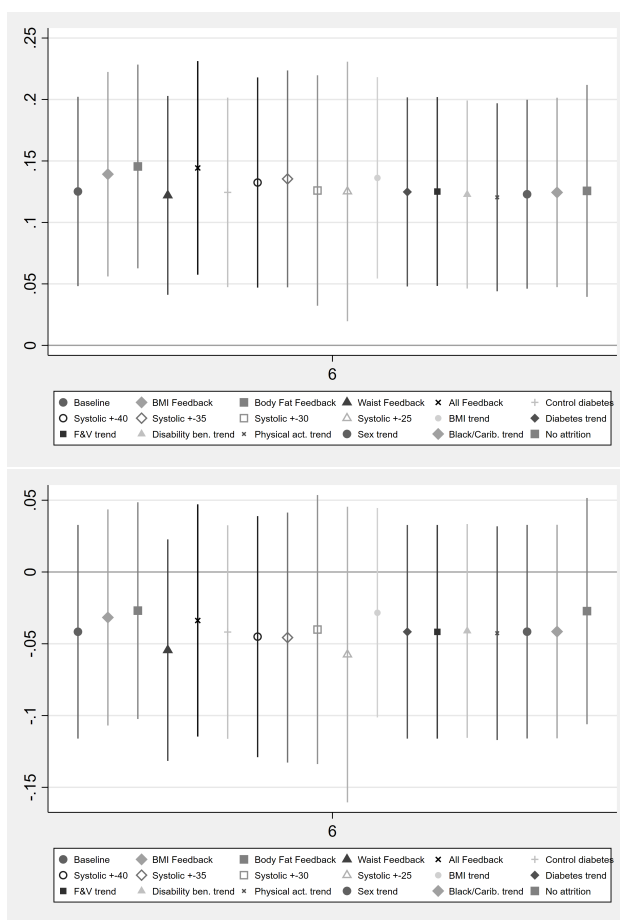 .25
.2
.15
.1
.05
0
6
Baseline BMI Feedback Body Fat Feedback Waist Feedback All Feedback Control diabetes
Systolic +-40 Systolic +-35 Systolic +-30 Systolic +-25 BMI trend Diabetes trend
F&V trend Disability ben. trend Physical act. trend Sex trend Black/Carib. trend No attrition
.05
0
-.05
-.1
-.15
6
Baseline BMI Feedback Body Fat Feedback Waist Feedback All Feedback Control diabetes
Systolic +-40 Systolic +-35 Systolic +-30 Systolic +-25 BMI trend Diabetes trend
F&V trend Disability ben. trend Physical act. trend Sex trend Black/Carib. trend No attrition